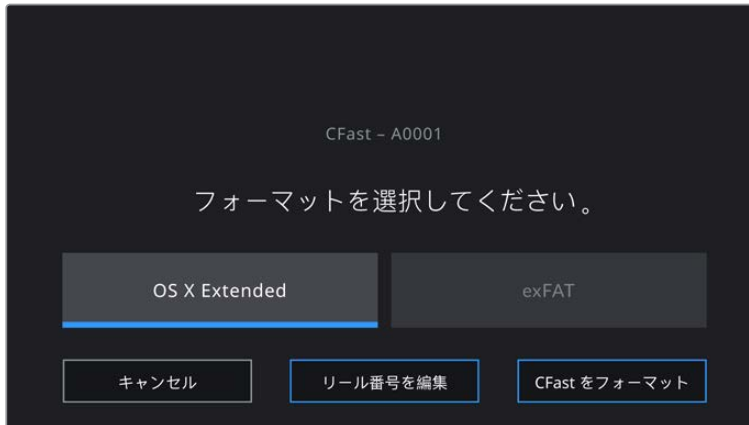 CFast – A0001
フォーマットを選択してください。
OS X Extended
exFAT
キャンセル
リール番号を編集
CFast をフォーマット